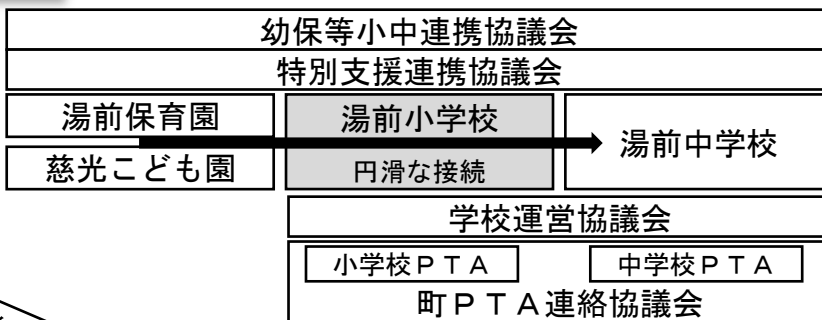 幼保等小中連携協議会
特別支援連携協議会
湯前保育園
慈光こども園
湯前小学校
円滑な接続
湯前中学校
学校運営協議会
小学校ＰＴＡ
中学校ＰＴＡ
町ＰＴＡ連絡協議会